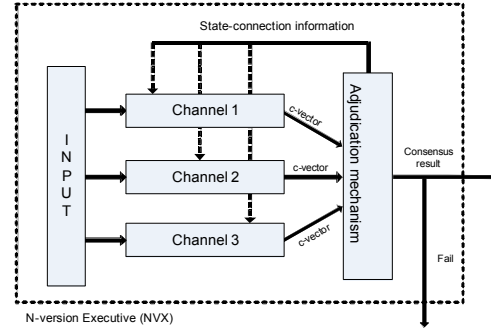 State-connection information
INPUT
Channel 1
Channel 2
Channel 3
c-vector
c-vector
c-vector
Adjudication mechanism
Consensus
result
Fail
N-version Executive (NVX)